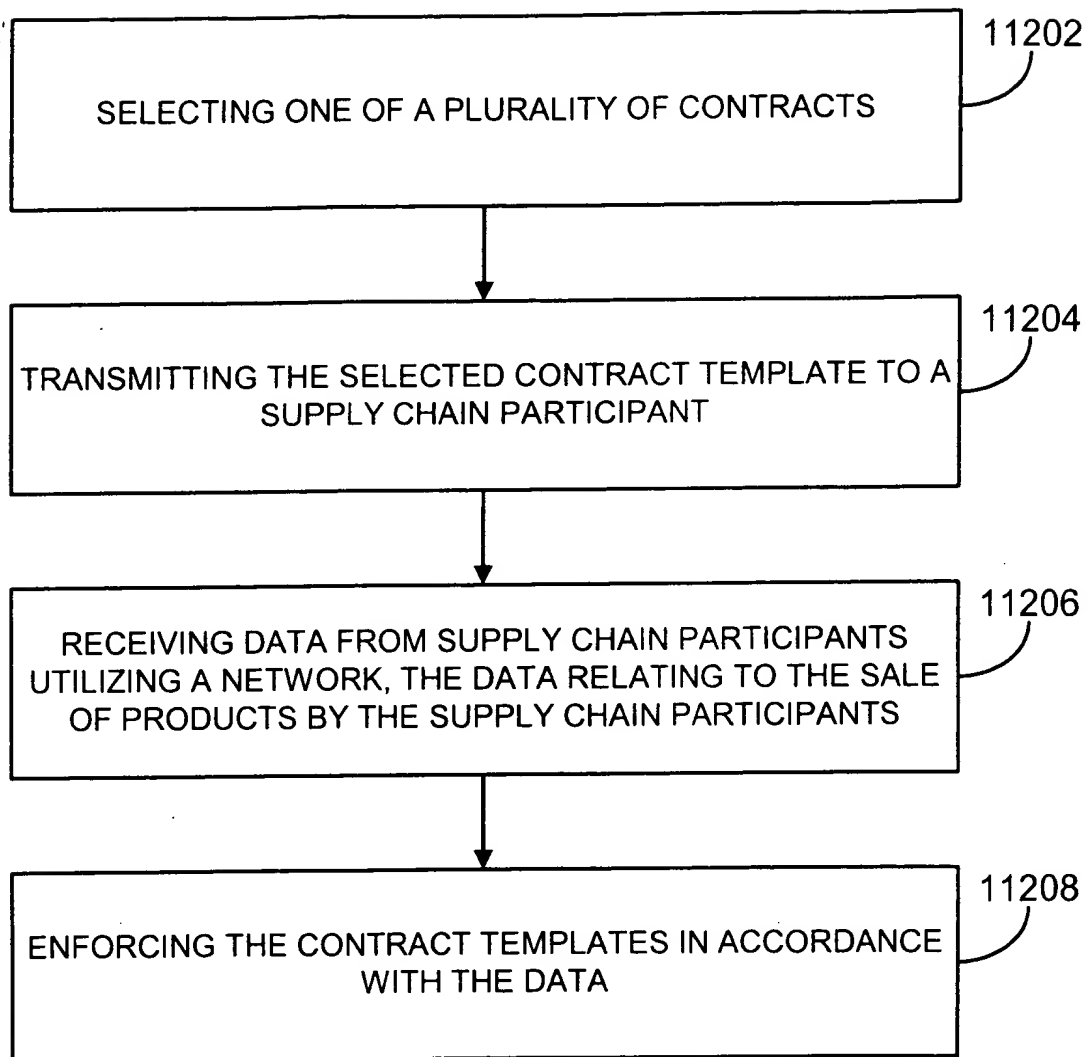 11202
SELECTING ONE OF A PLURALITY OF CONTRACTS
11204
TRANSMITTING THE SELECTED CONTRACT TEMPLATE TO A
SUPPLY CHAIN PARTICIPANT
11206
RECEIVING DATA FROM SUPPLY CHAIN PARTICIPANTS
UTILIZING A NETWORK, THE DATA RELATING TO THE SALE
OF PRODUCTS BY THE SUPPLY CHAIN PARTICIPANTS
11208
ENFORCING THE CONTRACT TEMPLATES IN ACCORDANCE
WITH THE DATA